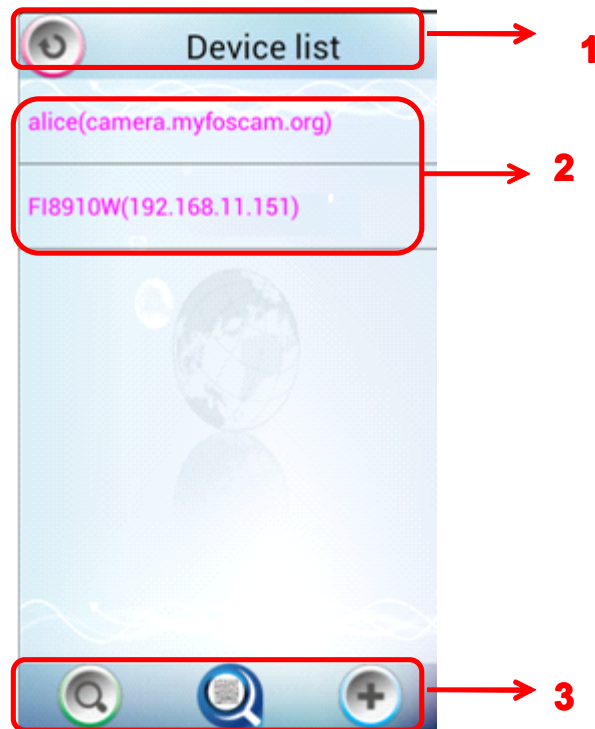 Device list
1
alice(camera.myfoscam.org)
2
FI8910W(192.168.11.151)
3